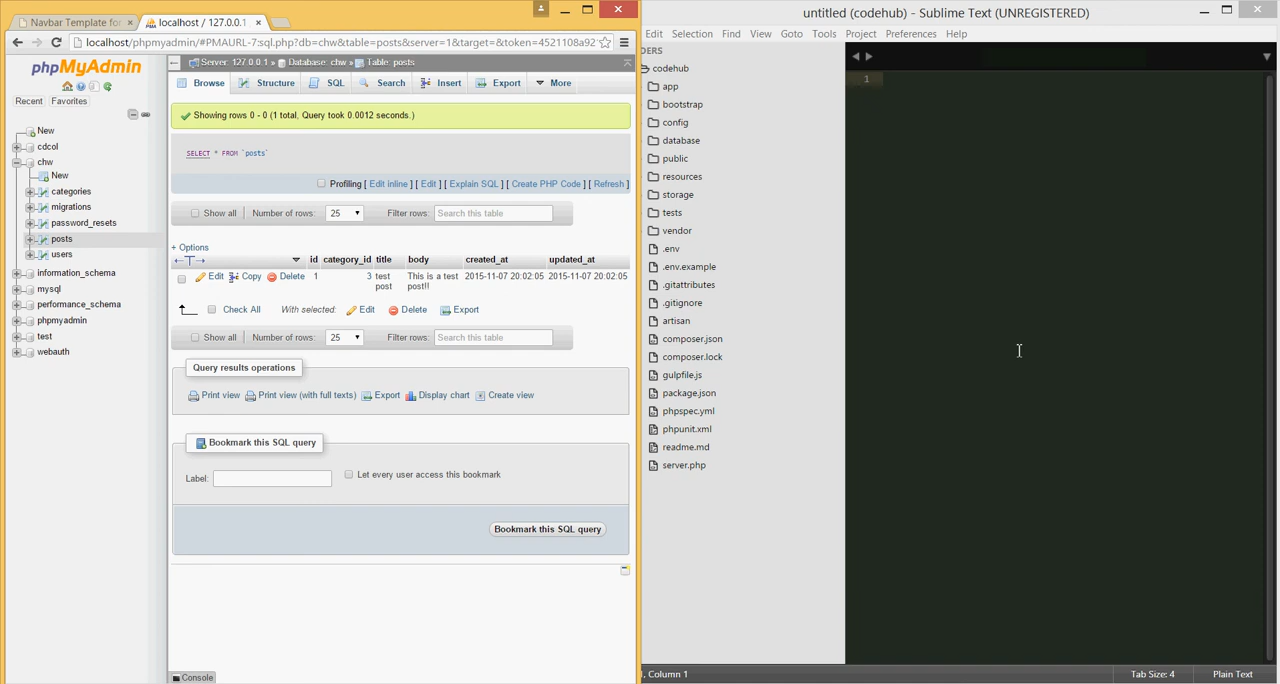 Navbar Template for ×
localhost / 127.0.0.1 ×
localhost/phpmyadmin/#PMAURL-7:sql.php?db=chw&table=posts&server=1&target=&token=4521108a92
phpMyAdmin
Recent Favorites
New
cdcol
chw
New
categories
migrations
password_resets
posts
users
information_schema
mysql
performance_schema
phpmyadmin
test
webauth
Server: 127.0.0.1 » Database: chw » Table: posts
Browse Structure SQL Search Insert Export More
Showing rows 0 - 0 (1 total, Query took 0.0012 seconds.)
SELECT * FROM `posts`
Profiling [ Edit inline ] [ Edit ] [ Explain SQL ] [ Create PHP Code ] [ Refresh ]
Show all Number of rows: 25 Filter rows: Search this table
+ Options
id category_id title body created_at updated_at
Edit Copy Delete 1 3 test This is a test 2015-11-07 20:02:05 2015-11-07 20:02:05
post post!!
Check All With selected: Edit Delete Export
Show all Number of rows: 25 Filter rows: Search this table
Query results operations
Print view Print view (with full texts) Export Display chart Create view
Bookmark this SQL query
Label: Let every user access this bookmark
Bookmark this SQL query
Console
untitled (codehub) - Sublime Text (UNREGISTERED)
Edit Selection Find View Goto Tools Project Preferences Help
DERS
codehub
app
bootstrap
config
database
public
resources
storage
tests
vendor
.env
.env.example
.gitattributes
.gitignore
artisan
composer.json
composer.lock
gulpfile.js
package.json
phpspec.yml
phpunit.xml
readme.md
server.php
1
, Column 1 Tab Size: 4 Plain Text